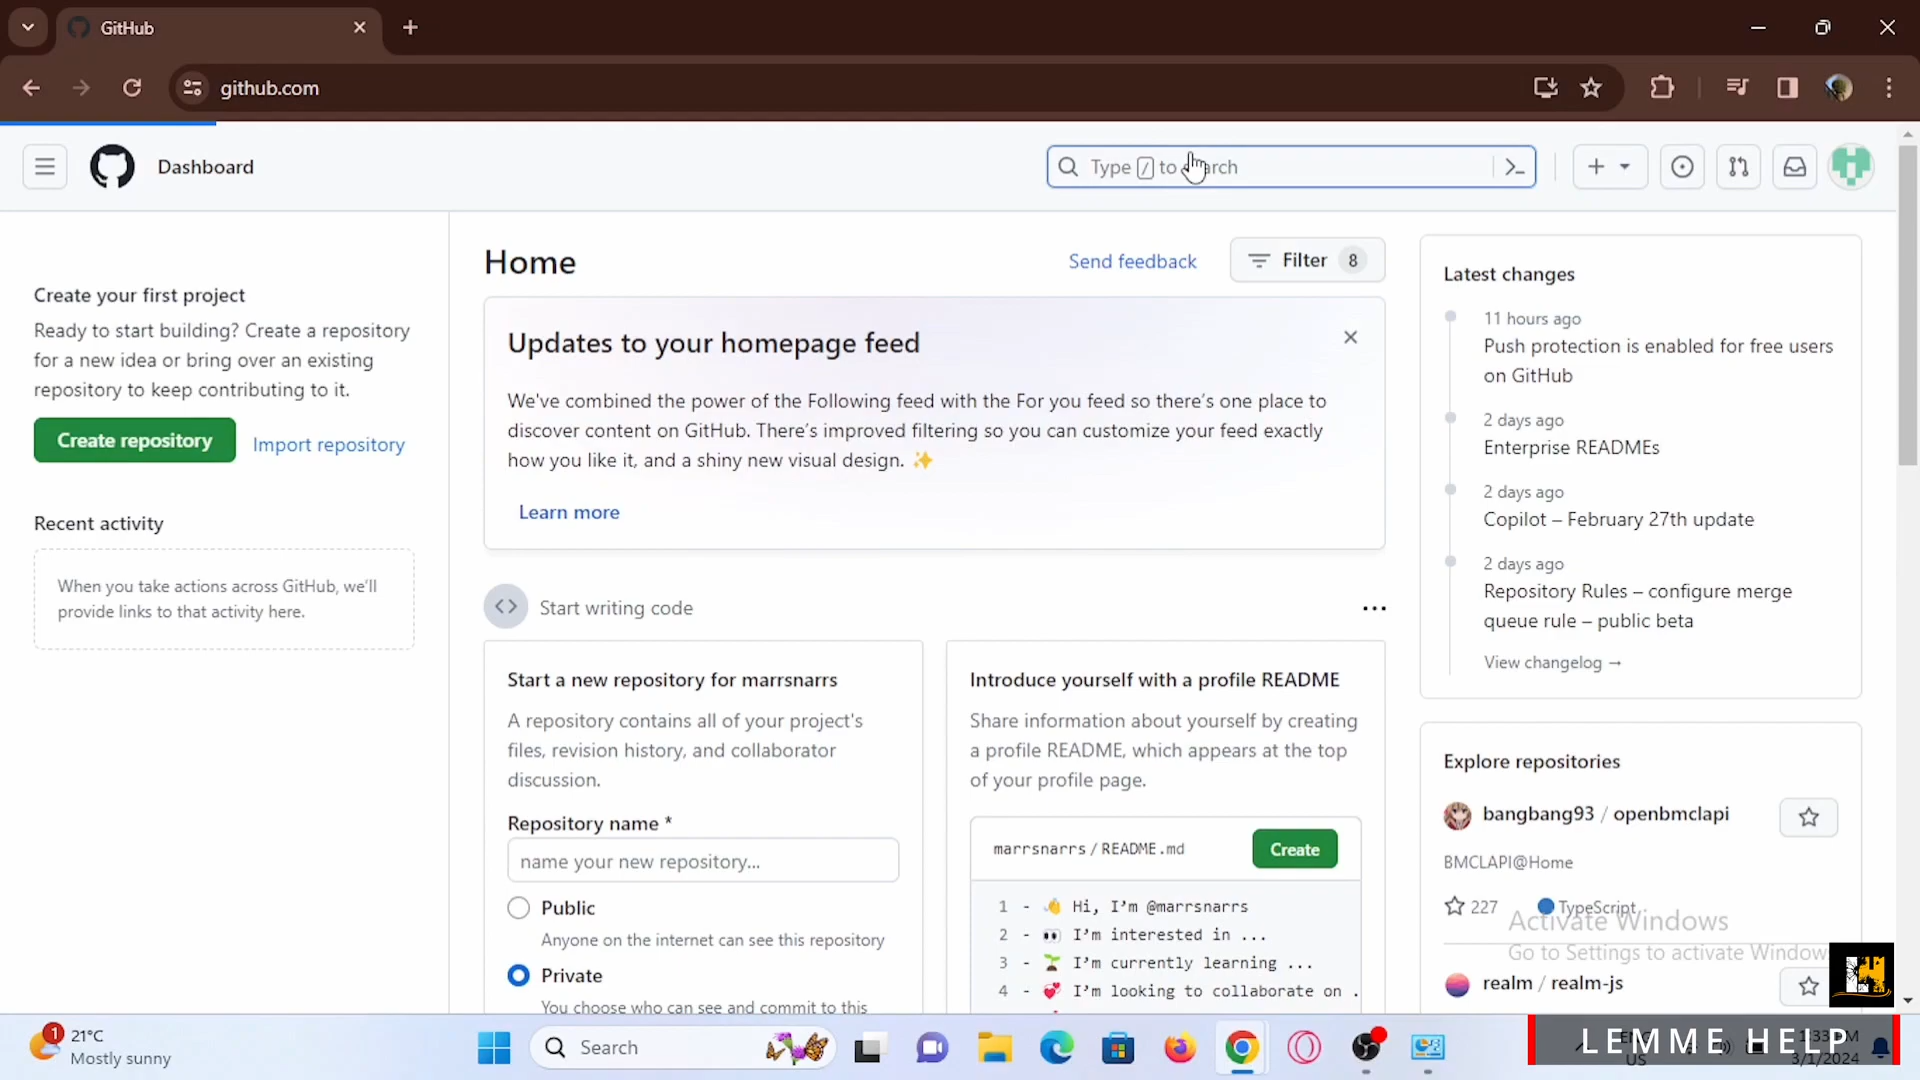 GitHub
github.com
Dashboard
Type / to search
Home
Send feedback
Filter 8
Create your first project
Ready to start building? Create a repository
for a new idea or bring over an existing
repository to keep contributing to it.
Create repository
Import repository
Recent activity
When you take actions across GitHub, we'll
provide links to that activity here.
Updates to your homepage feed
We've combined the power of the Following feed with the For you feed so there's one place to
discover content on GitHub. There's improved filtering so you can customize your feed exactly
how you like it, and a shiny new visual design. ✨
Learn more
Start writing code
Start a new repository for marrsnarrs
A repository contains all of your project's
files, revision history, and collaborator
discussion.
Repository name *
name your new repository...
Public
Anyone on the internet can see this repository
Private
You choose who can see and commit to this
Introduce yourself with a profile README
Share information about yourself by creating
a profile README, which appears at the top
of your profile page.
marrsnarrs / README.md
Create
1 - 👋 Hi, I'm @marrsnarrs
2 - 👀 I'm interested in ...
3 - 🌱 I'm currently learning ...
4 - 💞️ I'm looking to collaborate on .
Latest changes
11 hours ago
Push protection is enabled for free users
on GitHub
2 days ago
Enterprise READMEs
2 days ago
Copilot – February 27th update
2 days ago
Repository Rules – configure merge
queue rule – public beta
View changelog →
Explore repositories
bangbang93 / openbmclapi
BMCLAPI@Home
227
TypeScript
realm / realm-js
Activate Windows
Go to Settings to activate Windows
1
21°C
Mostly sunny
Search
LEMME HELP
US
3/1/2024